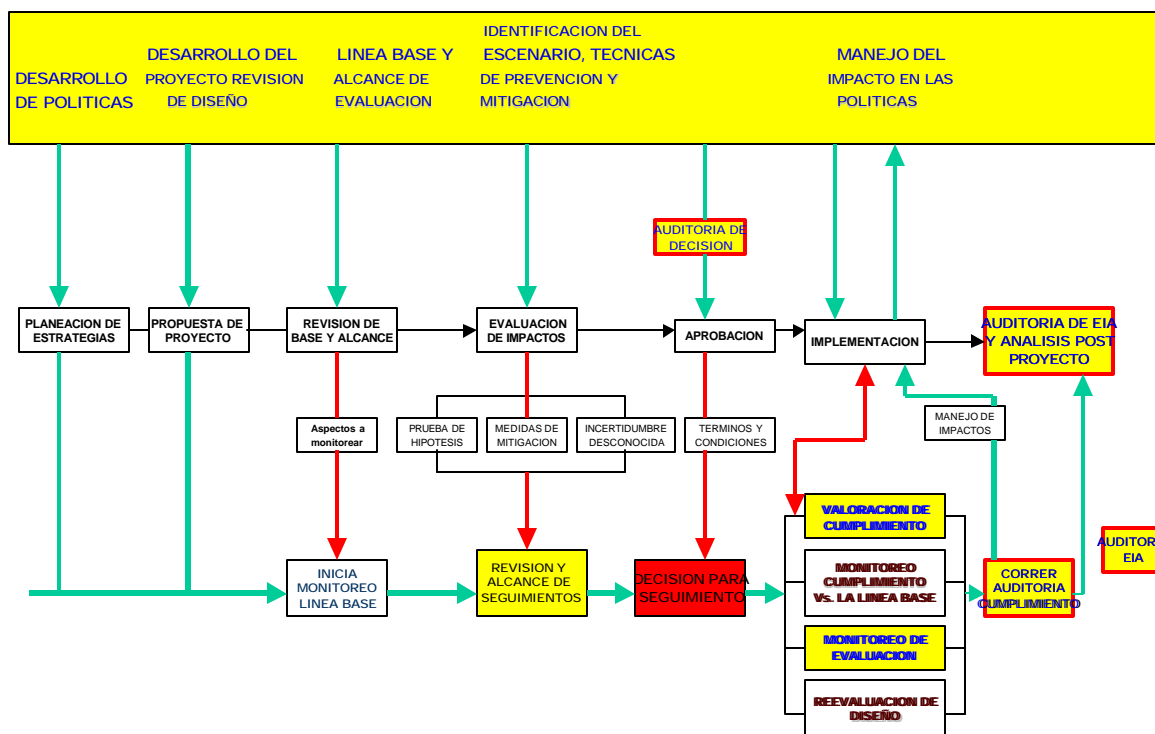 DESARROLLO
DE POLITICAS
DESARROLLO DEL
PROYECTO REVISION
DE DISEÑO
LINEA BASE Y
ALCANCE DE
EVALUACION
IDENTIFICACION DEL
ESCENARIO, TECNICAS
DE PREVENCION Y
MITIGACION
MANEJO DEL
IMPACTO EN LAS
POLITICAS
AUDITORIA DE
DECISION
PLANEACION DE
ESTRATEGIAS
PROPUESTA DE
PROYECTO
REVISION DE
BASE Y ALCANCE
EVALUACION
DE IMPACTOS
APROBACION
IMPLEMENTACION
AUDITORIA DE EIA
Y ANALISIS POST
PROYECTO
Aspectos a
monitorear
PRUEBA DE
HIPOTESIS
MEDIDAS DE
MITIGACION
INCERTIDUMBRE
DESCONOCIDA
TERMINOS Y
CONDICIONES
MANEJO DE
IMPACTOS
INICIA
MONITOREO
LINEA BASE
REVISION Y
ALCANCE DE
SEGUIMIENTOS
DECISION PARA
SEGUIMIENTO
VALORACION DE
CUMPLIMIENTO
MONITOREO
CUMPLIMIENTO
Vs. LA LINEA BASE
MONITOREO DE
EVALUACION
REEVALUACION DE
DISEÑO
CORRER
AUDITORIA
CUMPLIMIENTO
AUDITOR
EIA